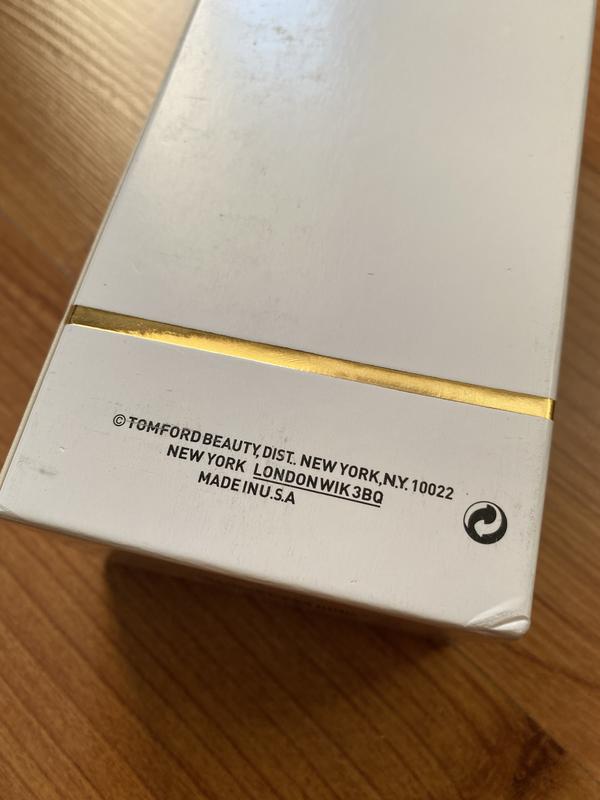 © TOMFORD BEAUTY, DIST.. NEW YORK, N.Y. 10022
NEW YORK LONDON WIK 3BQ
MADE IN U.S.A